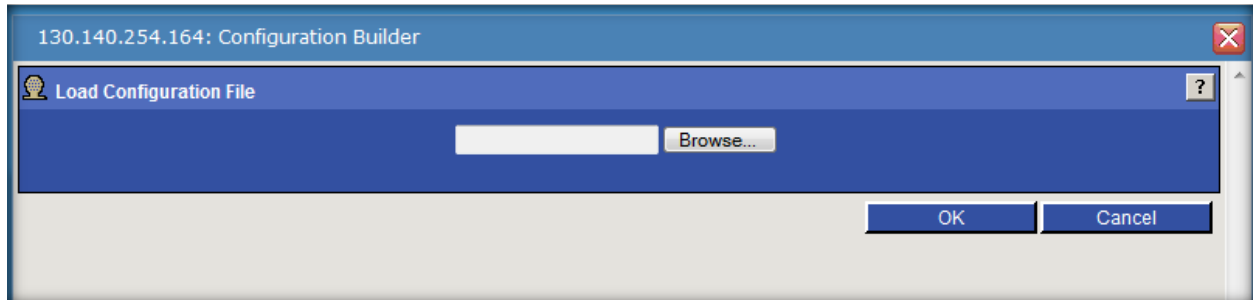 130.140.254.164: Configuration Builder
Load Configuration File
?
Browse...
OK Cancel